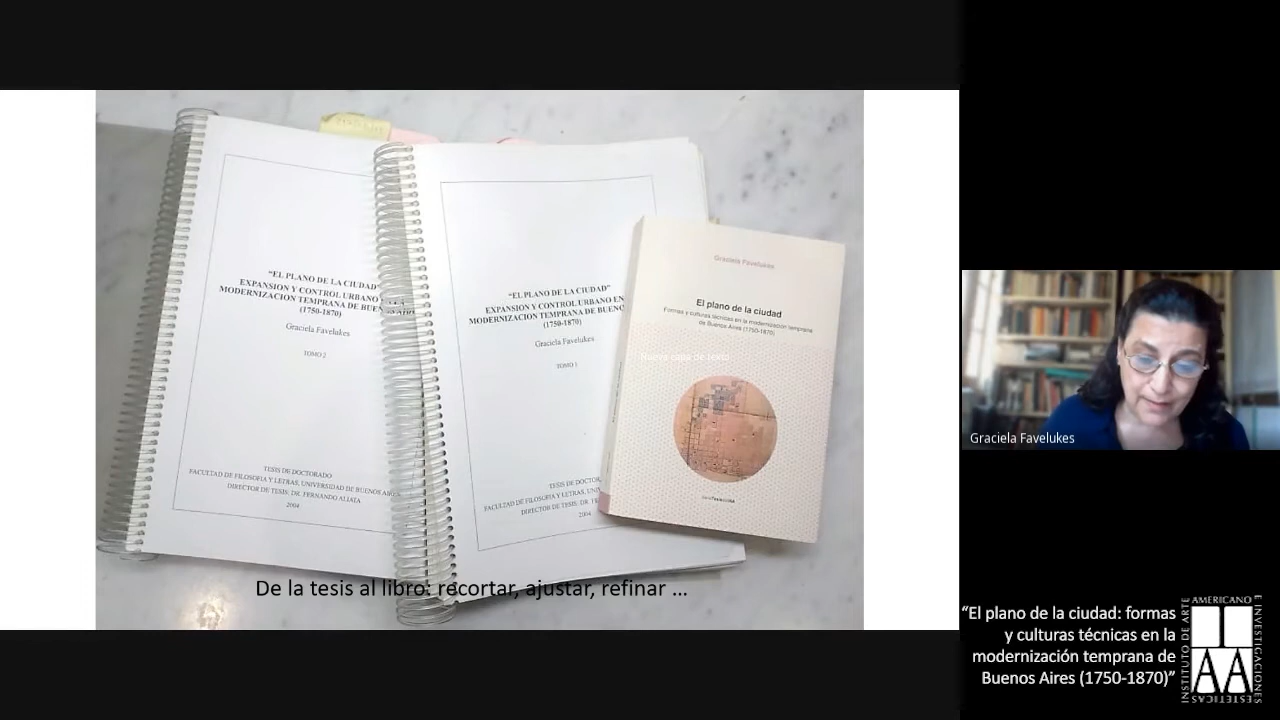 “EL PLANO DE LA CIUDAD”
EXPANSION Y CONTROL URBANO
MODERNIZACION TEMPRANA DE BUENOS AIRES
(1750-1870)
Graciela Favelukes
TOMO 2
TESIS DE DOCTORADO
FACULTAD DE FILOSOFIA Y LETRAS, UNIVERSIDAD DE BUENOS AIRES
DIRECTOR DE TESIS: DR. FERNANDO ALIATA
2004
“EL PLANO DE LA CIUDAD”
EXPANSION Y CONTROL URBANO EN
MODERNIZACION TEMPRANA DE BUENO
(1750-1870)
Graciela Favelukes
TOMO 1
TESIS DE DOCTOR
FACULTAD DE FILOSOFIA Y LETRAS, UNIV
DIRECTOR DE TESIS: DR.
2004
Graciela Favelukes
El plano de la ciudad
Formas y culturas técnicas en la modernización temprana
de Buenos Aires (1750-1870)
Nueva capa de texto
De la tesis al libro: recortar, ajustar, refinar ...
Graciela Favelukes
“El plano de la ciudad: formas
y culturas técnicas en la
modernización temprana de
Buenos Aires (1750-1870)”
INSTITUTO DE ARTE
AMERICANO
E INVESTIGACIONES
ESTETICAS